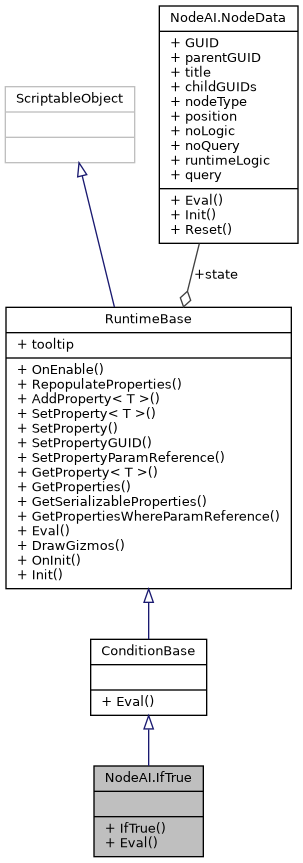 NodeAI.NodeData
+ GUID
+ parentGUID
+ title
+ childGUIDs
+ nodeType
+ position
+ noLogic
+ noQuery
+ runtimeLogic
+ query
+ Eval()
+ Init()
+ Reset()
ScriptableObject
+state
RuntimeBase
+ tooltip
+ OnEnable()
+ RepopulateProperties()
+ AddProperty< T >()
+ SetProperty< T >()
+ SetProperty()
+ SetPropertyGUID()
+ SetPropertyParamReference()
+ GetProperty< T >()
+ GetProperties()
+ GetSerializableProperties()
+ GetPropertiesWhereParamReference()
+ Eval()
+ DrawGizmos()
+ OnInit()
+ Init()
ConditionBase
+ Eval()
NodeAI.IfTrue
+ IfTrue()
+ Eval()